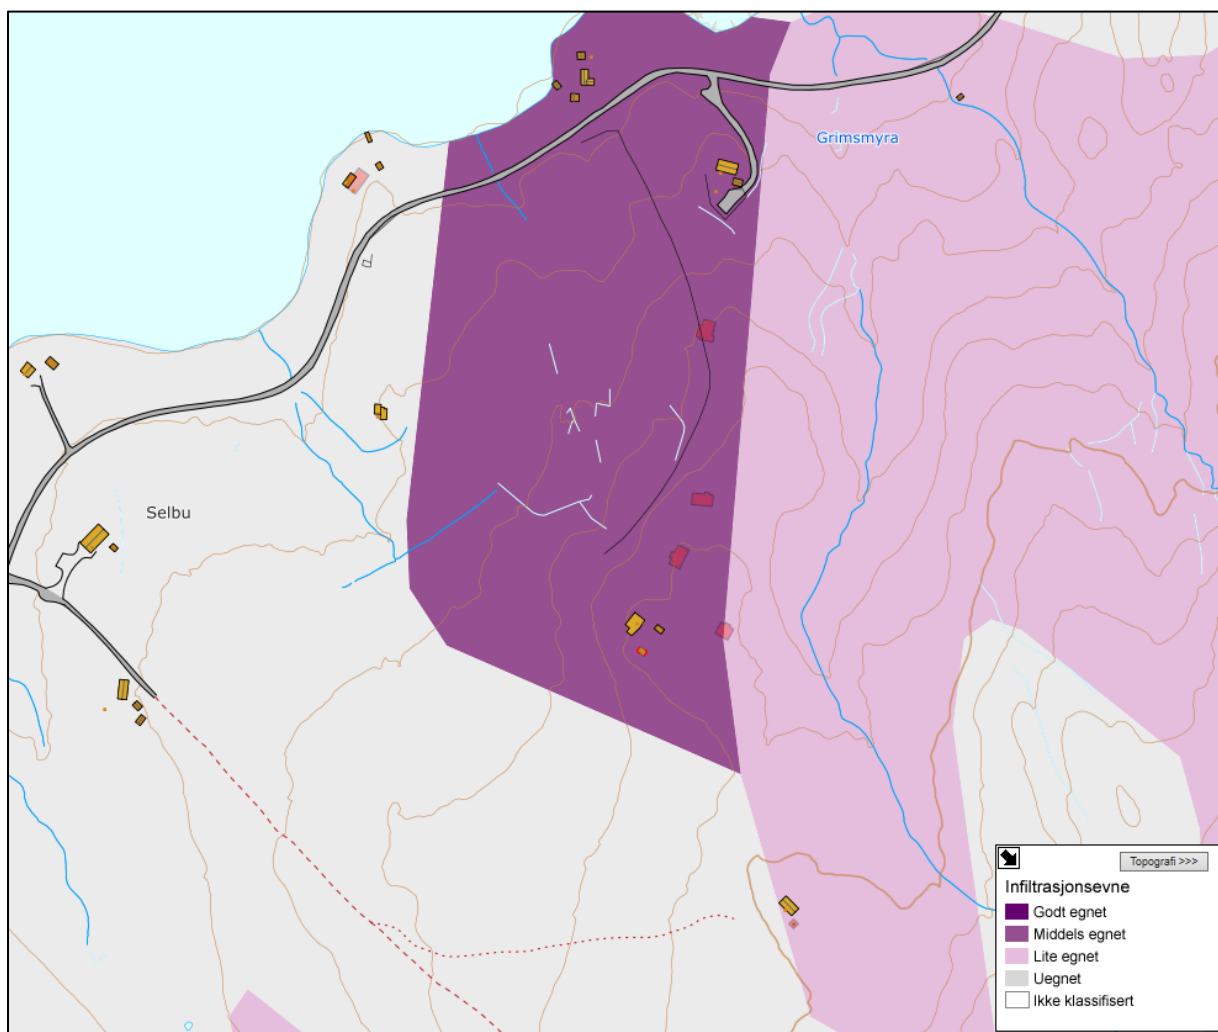 Grimsmyra
Selbu
Topografi >>>
Infiltrasjonsevne
Godt egnet
Middels egnet
Lite egnet
Uegnet
Ikke klassifisert